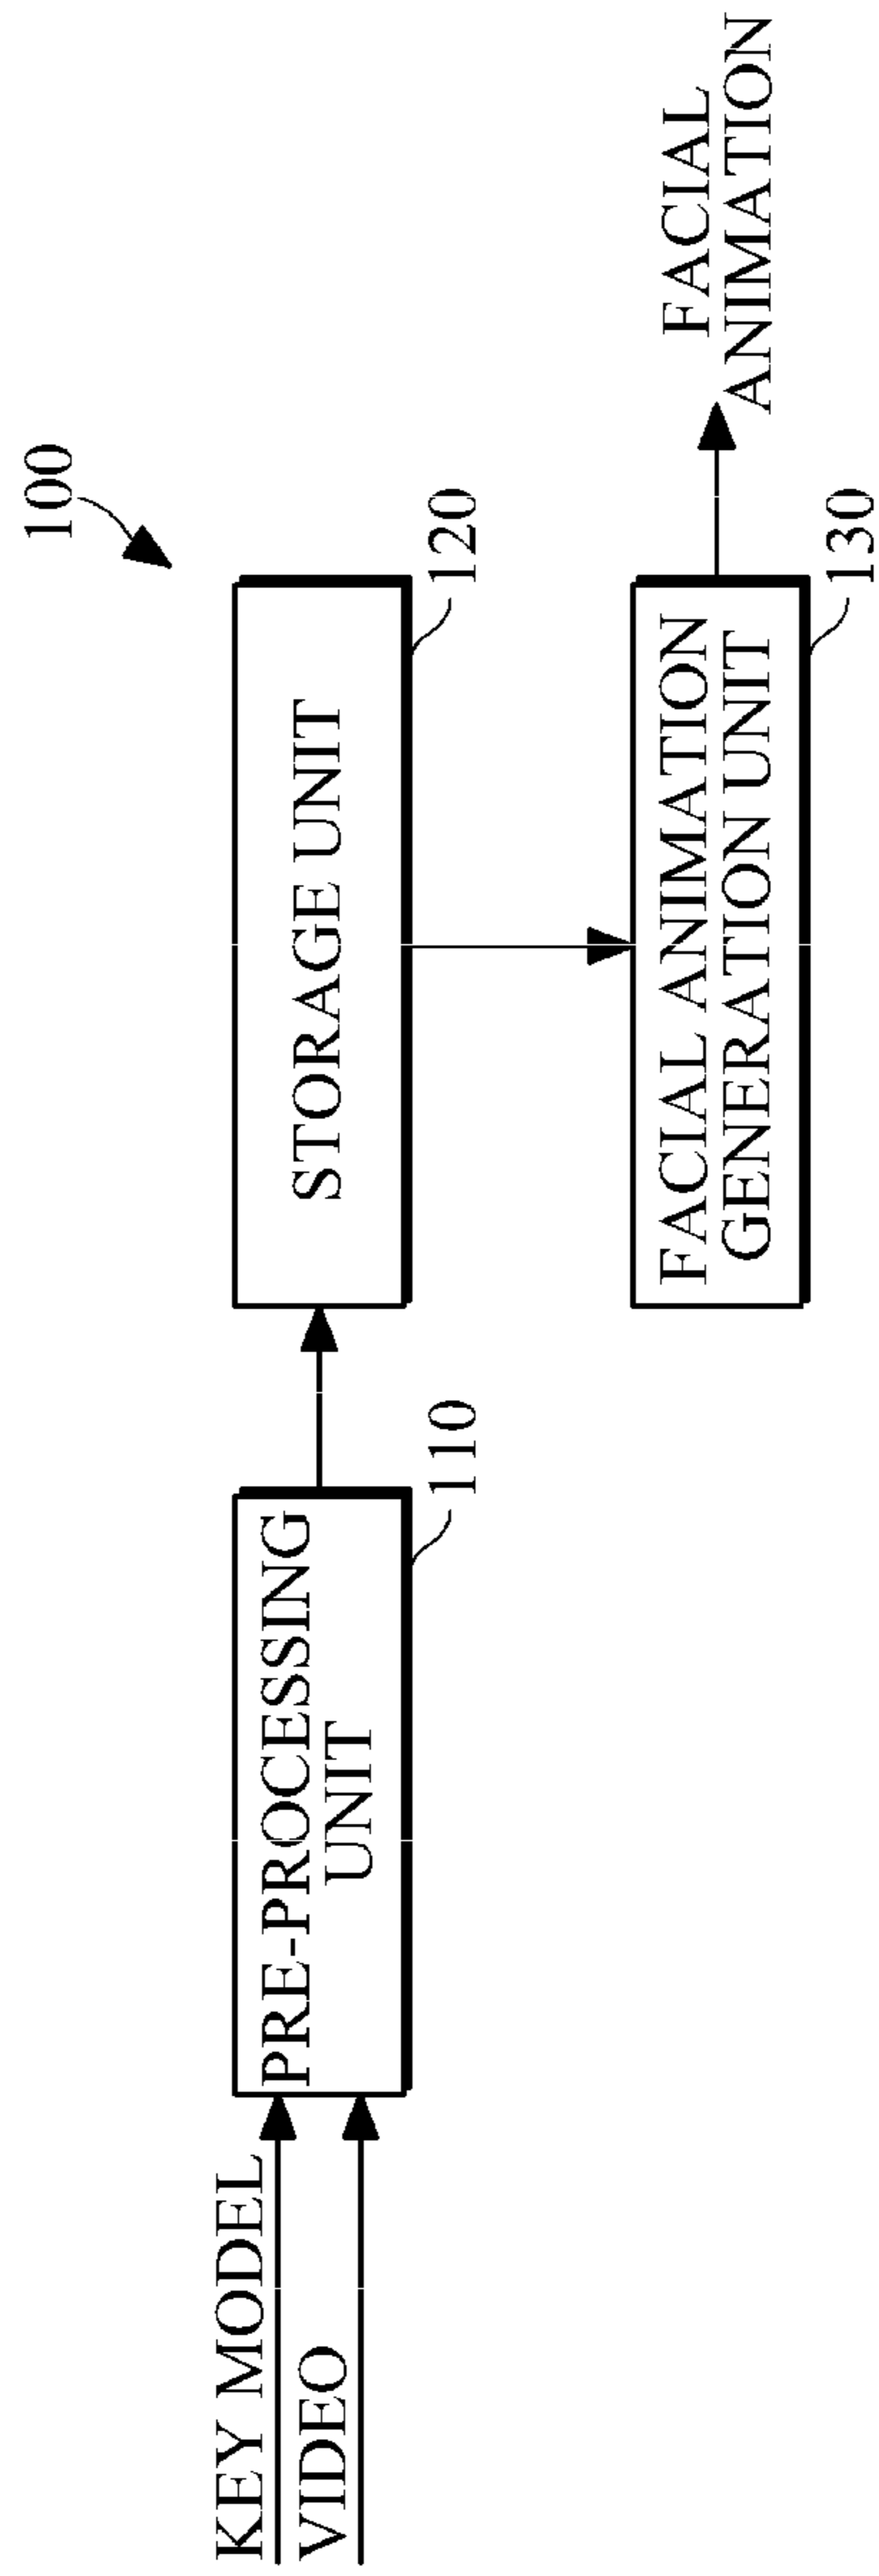 100
KEY MODEL
VIDEO
PRE-PROCESSING
UNIT
110
STORAGE UNIT
120
FACIAL ANIMATION
GENERATION UNIT
130
FACIAL
ANIMATION